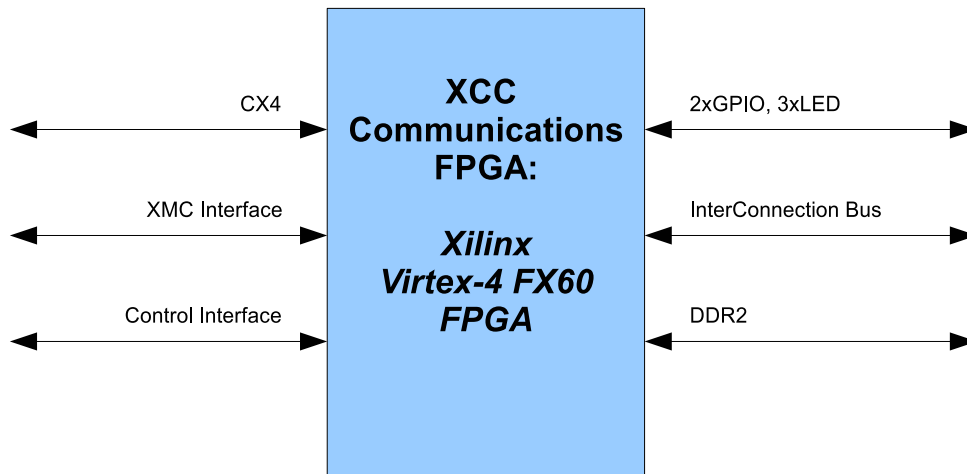 CX4
XMC Interface
Control Interface
XCC
Communications
FPGA:
Xilinx
Virtex-4 FX60
FPGA
2xGPIO, 3xLED
InterConnection Bus
DDR2